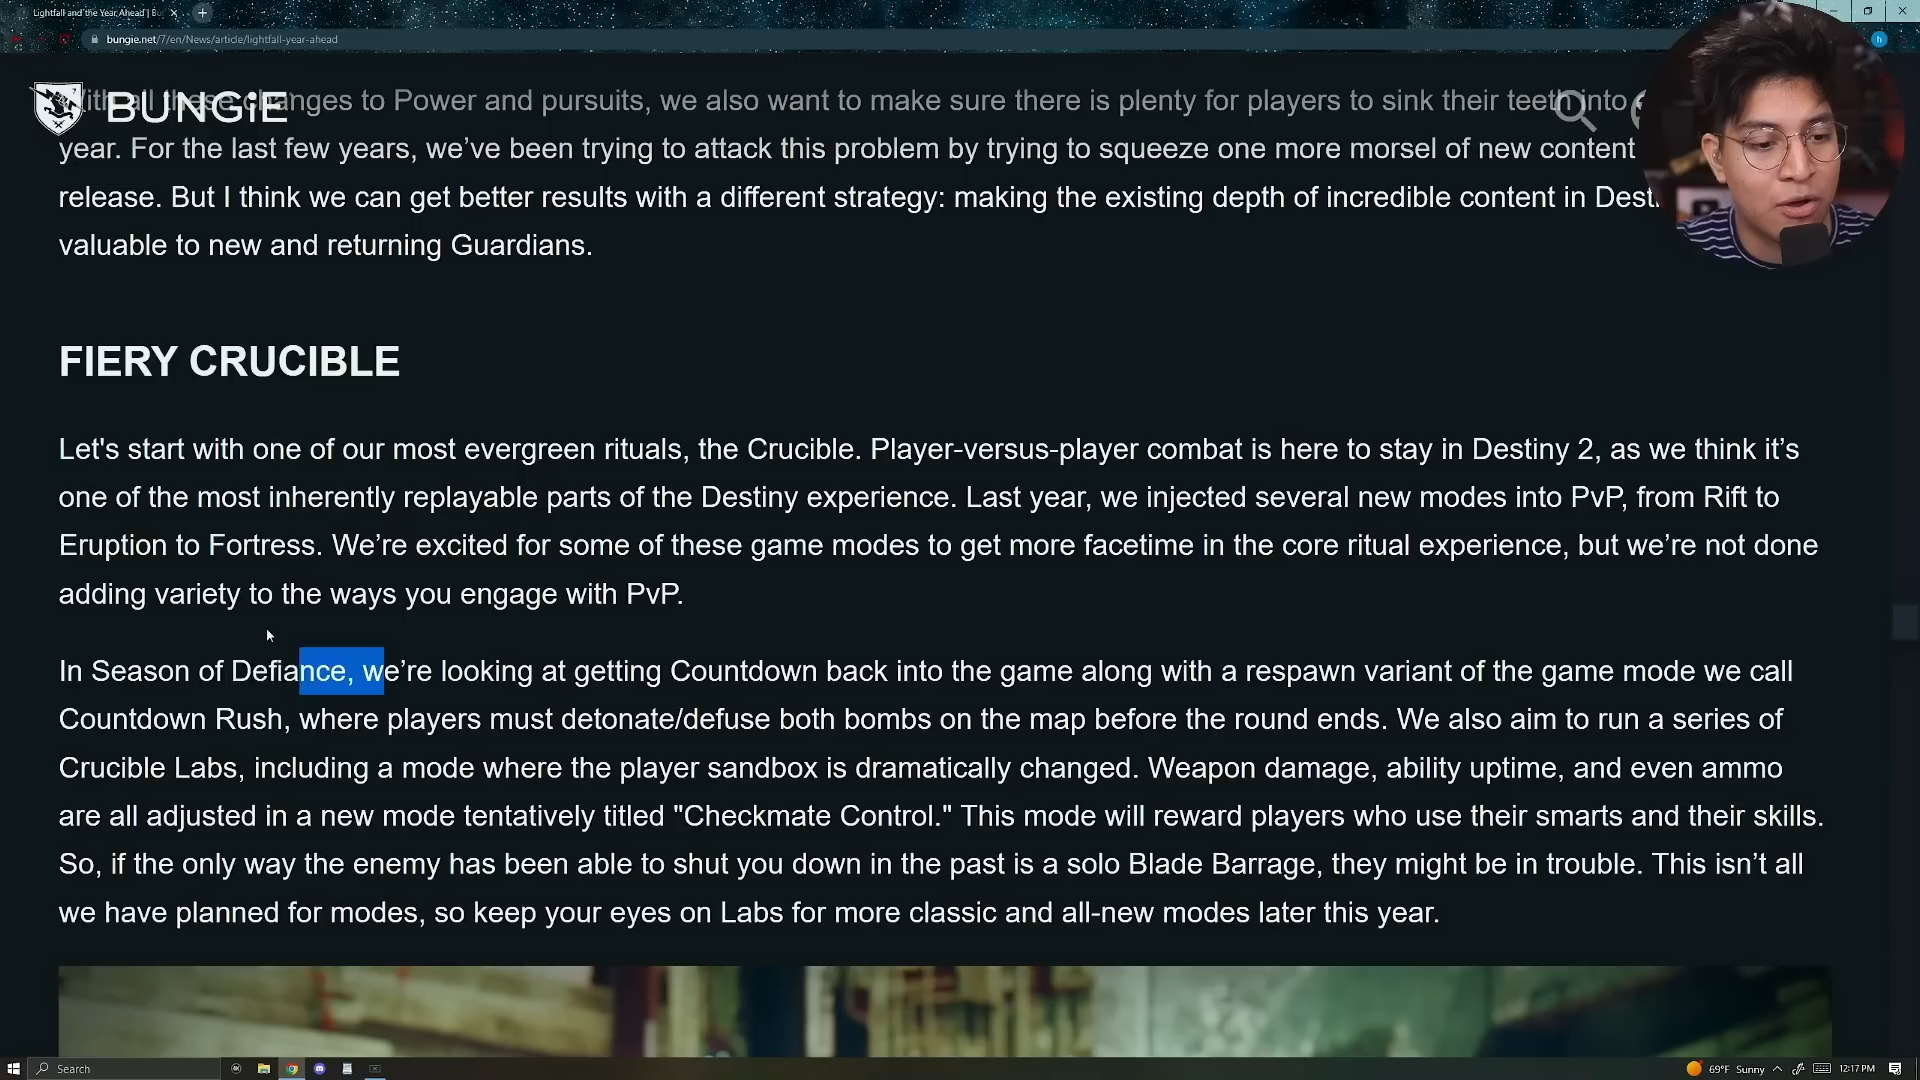 Lightfall and the Year Ahead | Bu
bungie.net/7/en/News/article/lightfall-year-ahead
BUNGiE
With all these changes to Power and pursuits, we also want to make sure there is plenty for players to sink their teeth into
year. For the last few years, we’ve been trying to attack this problem by trying to squeeze one more morsel of new content
release. But I think we can get better results with a different strategy: making the existing depth of incredible content in Desti
valuable to new and returning Guardians.
FIERY CRUCIBLE
Let's start with one of our most evergreen rituals, the Crucible. Player-versus-player combat is here to stay in Destiny 2, as we think it’s
one of the most inherently replayable parts of the Destiny experience. Last year, we injected several new modes into PvP, from Rift to
Eruption to Fortress. We’re excited for some of these game modes to get more facetime in the core ritual experience, but we’re not done
adding variety to the ways you engage with PvP.
In Season of Defiance, we’re looking at getting Countdown back into the game along with a respawn variant of the game mode we call
Countdown Rush, where players must detonate/defuse both bombs on the map before the round ends. We also aim to run a series of
Crucible Labs, including a mode where the player sandbox is dramatically changed. Weapon damage, ability uptime, and even ammo
are all adjusted in a new mode tentatively titled "Checkmate Control." This mode will reward players who use their smarts and their skills.
So, if the only way the enemy has been able to shut you down in the past is a solo Blade Barrage, they might be in trouble. This isn’t all
we have planned for modes, so keep your eyes on Labs for more classic and all-new modes later this year.
Search
69°F Sunny
12:17 PM